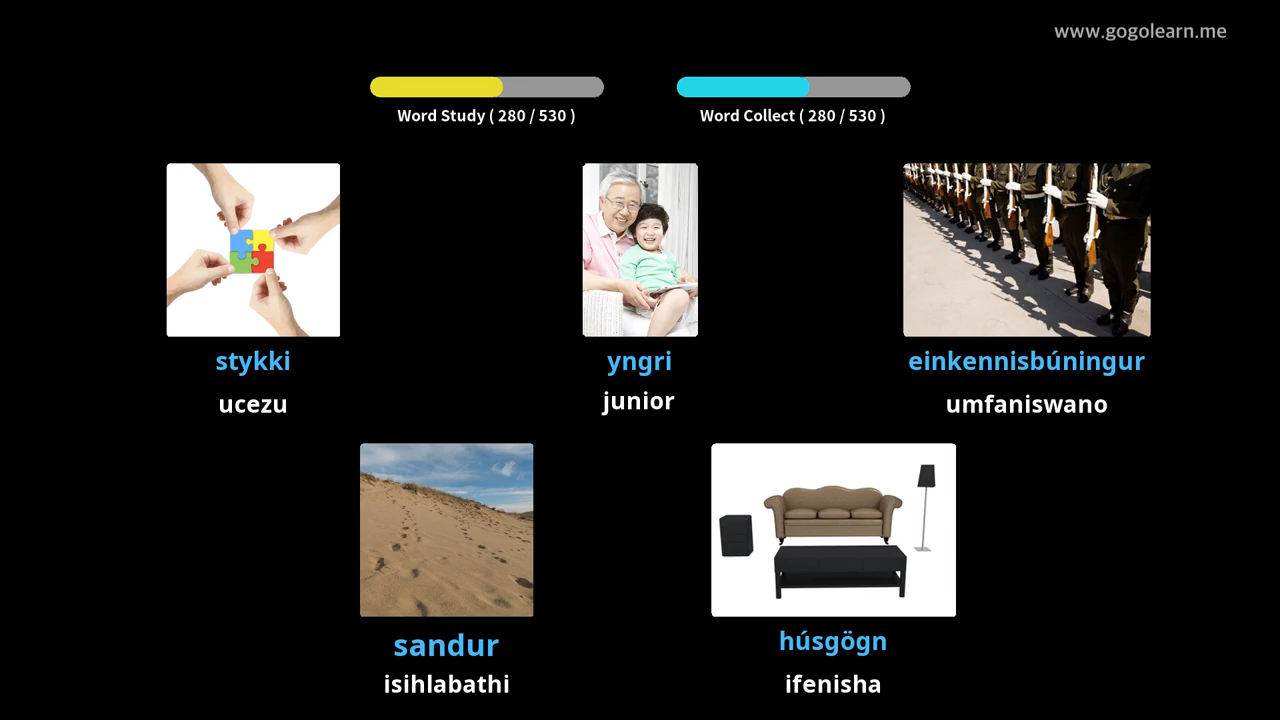 www.gogolearn.me
Word Study ( 280 / 530 )
Word Collect ( 280 / 530 )
stykki
ucezu
yngri
junior
einkennisbúningur
umfaniswano
sandur
isihlabathi
húsgögn
ifenisha